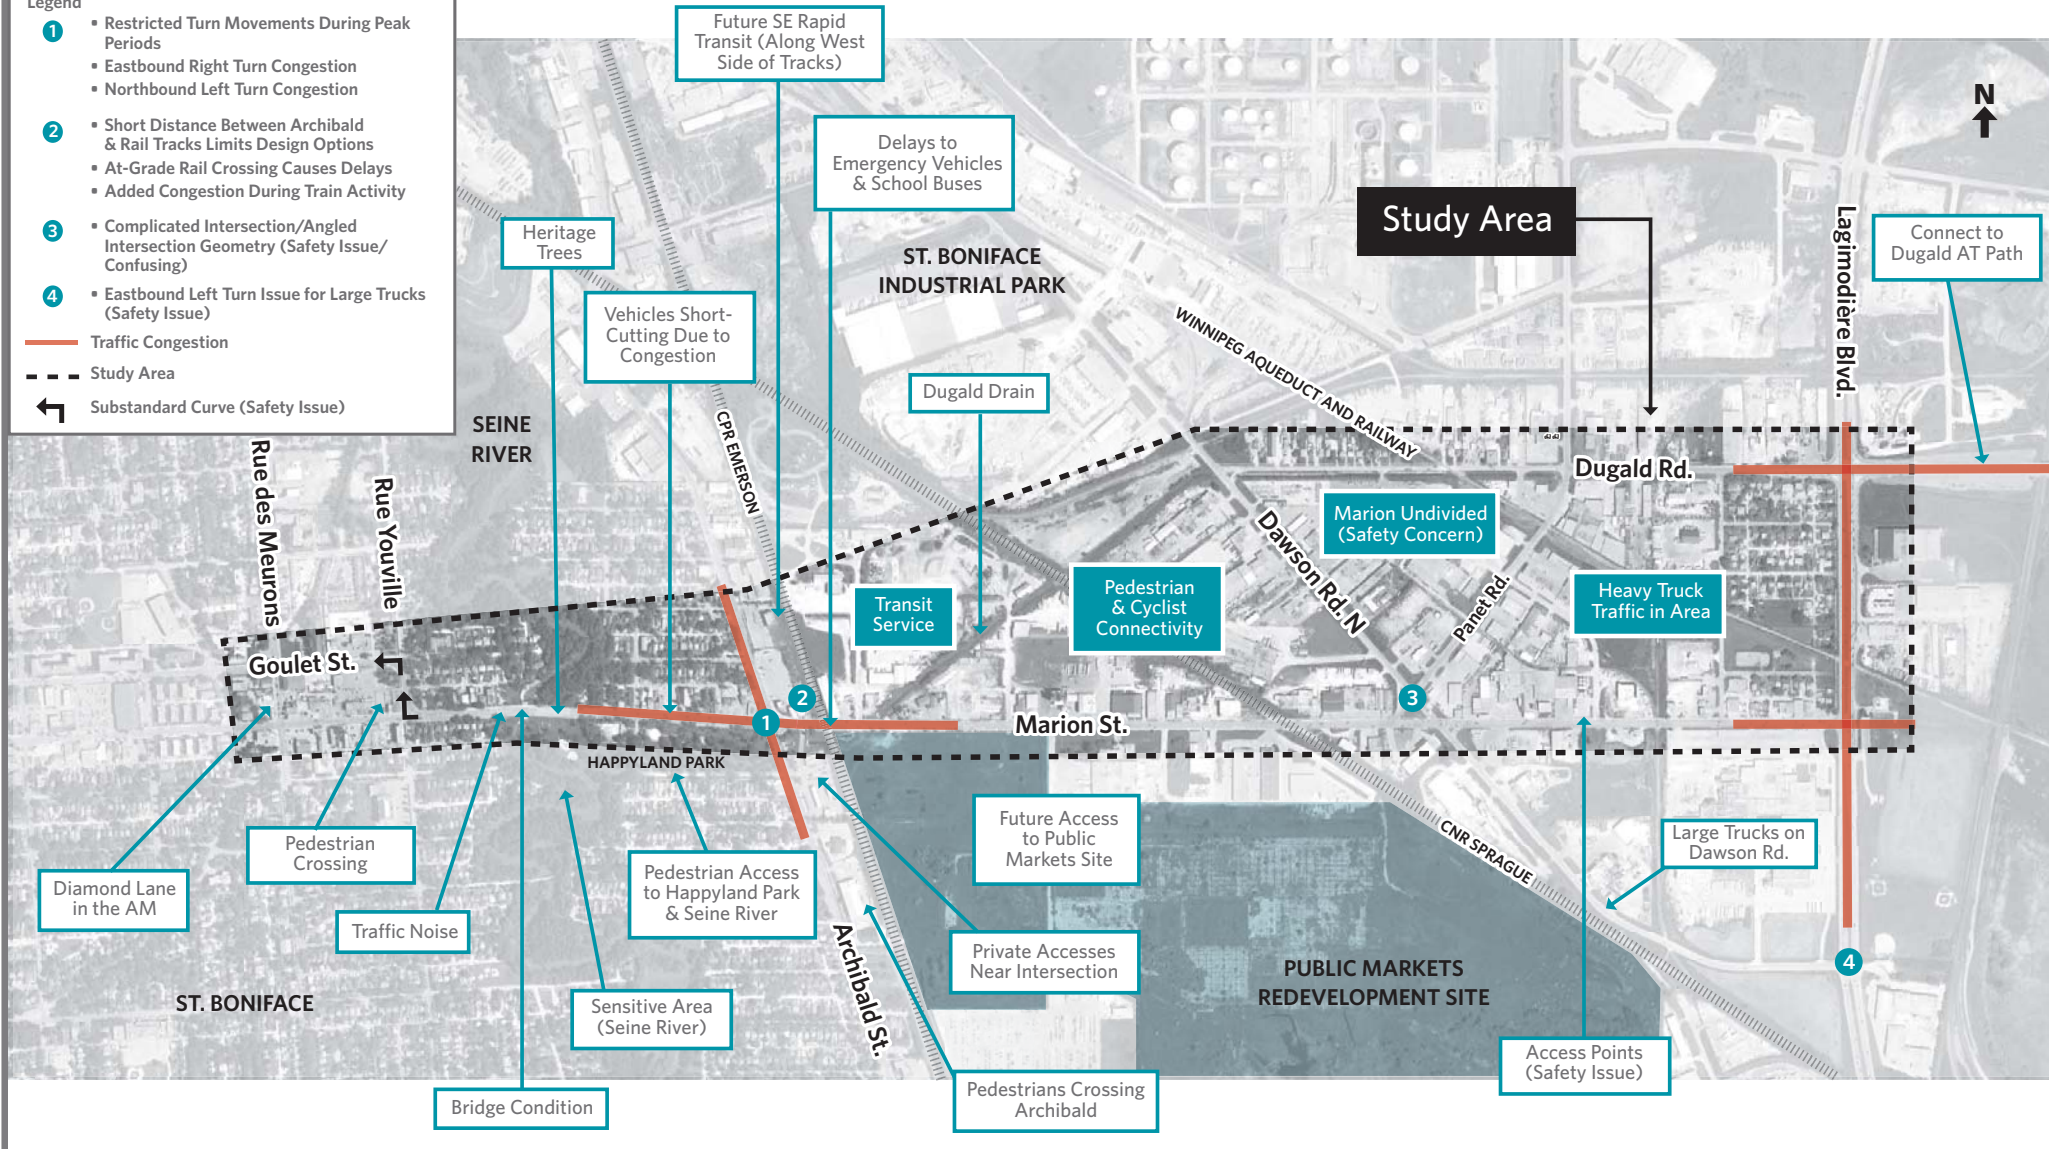 Legend
1
▪ Restricted Turn Movements During Peak
Periods
▪ Eastbound Right Turn Congestion
▪ Northbound Left Turn Congestion
2
▪ Short Distance Between Archibald
& Rail Tracks Limits Design Options
▪ At-Grade Rail Crossing Causes Delays
▪ Added Congestion During Train Activity
3
▪ Complicated Intersection/Angled
Intersection Geometry (Safety Issue/
Confusing)
4
▪ Eastbound Left Turn Issue for Large Trucks
(Safety Issue)
Traffic Congestion
Study Area
Substandard Curve (Safety Issue)
Future SE Rapid
Transit (Along West
Side of Tracks)
Delays to
Emergency Vehicles
& School Buses
N
Study Area
Lagimodière Blvd.
Connect to
Dugald AT Path
Heritage
Trees
ST. BONIFACE
INDUSTRIAL PARK
Vehicles Short-
Cutting Due to
Congestion
WINNIPEG AQUEDUCT AND RAILWAY
Dugald Drain
SEINE
RIVER
CPR EMERSON
Rue des Meurons
Rue Youville
Dugald Rd.
Marion Undivided
(Safety Concern)
Dawson Rd. N
Panet Rd.
Transit
Service
Pedestrian
& Cyclist
Connectivity
Heavy Truck
Traffic in Area
Goulet St.
2
3
1
Marion St.
HAPPYLAND PARK
Future Access
to Public
Markets Site
CNR SPRAGUE
Large Trucks on
Dawson Rd.
Pedestrian
Crossing
Diamond Lane
in the AM
Traffic Noise
Pedestrian Access
to Happyland Park
& Seine River
Archibald St.
Private Accesses
Near Intersection
PUBLIC MARKETS
REDEVELOPMENT SITE
4
ST. BONIFACE
Sensitive Area
(Seine River)
Access Points
(Safety Issue)
Bridge Condition
Pedestrians Crossing
Archibald